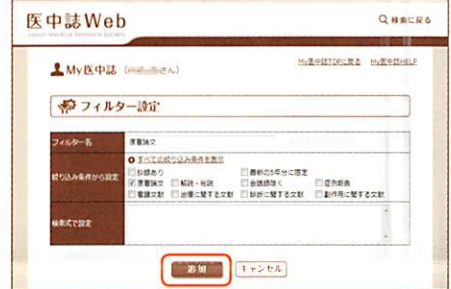 医中誌Web
検索に戻る
My医中誌 さん)
My医中誌TOPに戻る My医中誌HELP
フィルター設定
フィルター名 原著論文
すべての絞り込み条件を表示
絞り込み条件から設定
抄録あり 最新の5年分に限定
原著論文 解説・総説 会議録除く 症例報告
看護文献 治療に関する文献 診断に関する文献 副作用に関する文献
検索式で設定
追加 キャンセル